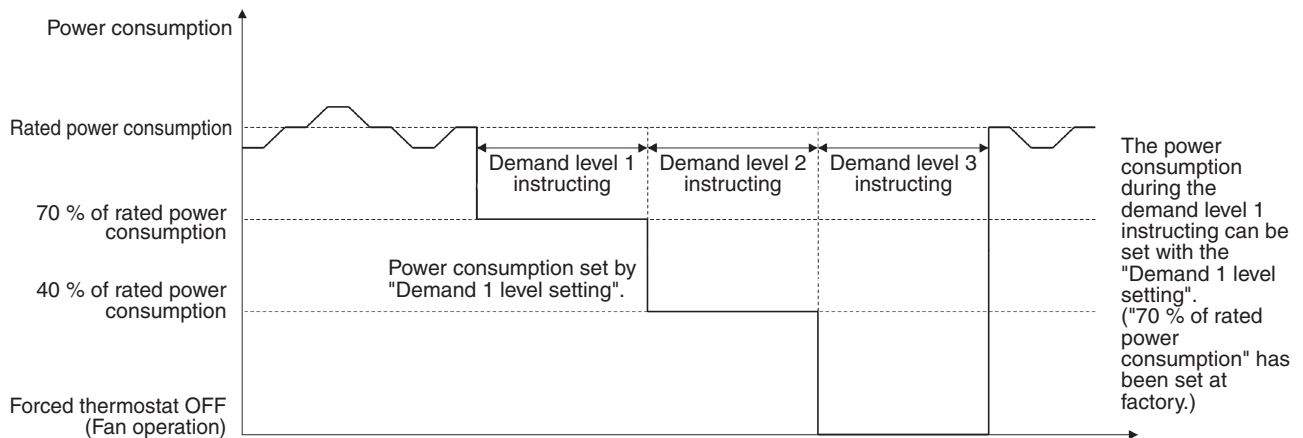 Power consumption
Rated power consumption
Demand level 1
instructing
Demand level 2
instructing
Demand level 3
instructing
70 % of rated power
consumption
Power consumption set by
"Demand 1 level setting".
40 % of rated power
consumption
Forced thermostat OFF
(Fan operation)
The power
consumption
during the
demand level 1
instructing can be
set with the
"Demand 1 level
setting".
("70 % of rated
power
consumption" has
been set at
factory.)